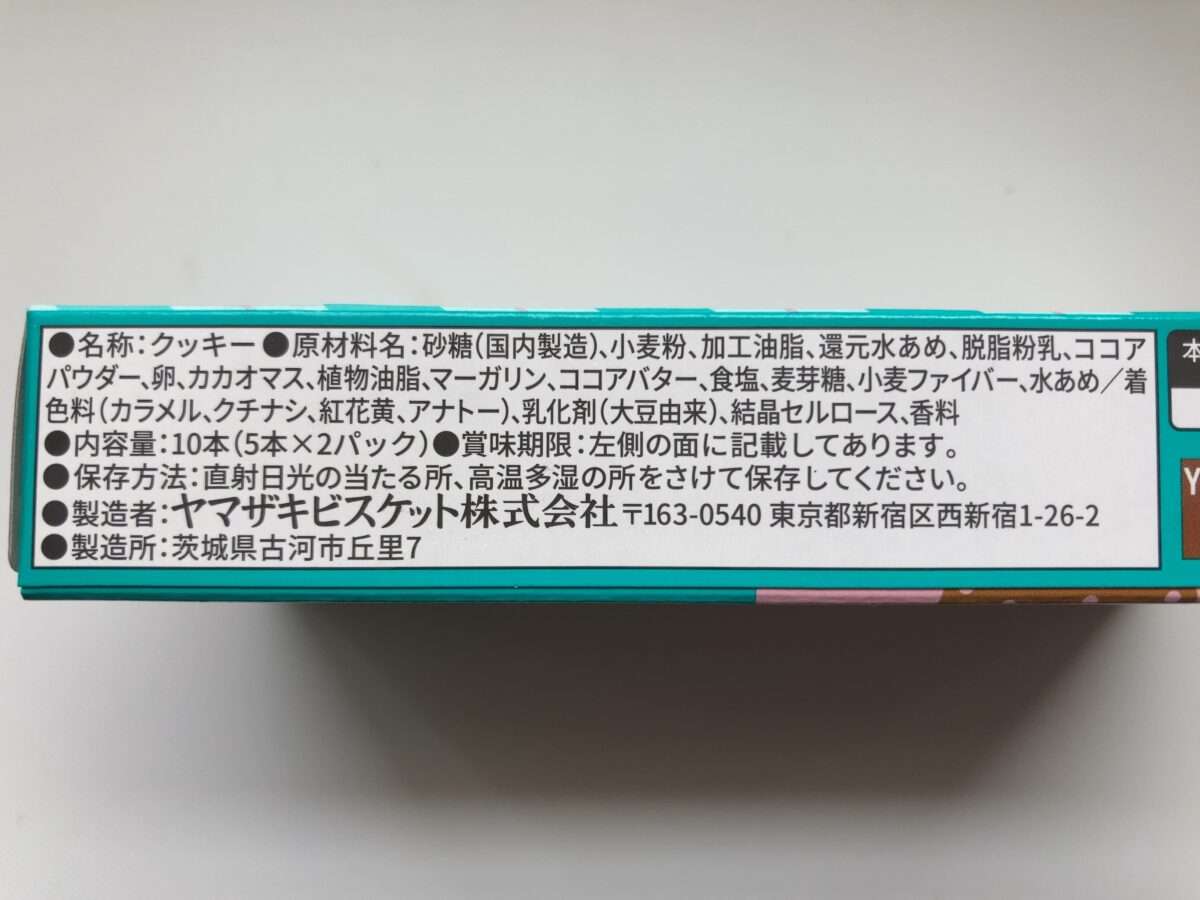 ●名称：クッキー ●原材料名：砂糖（国内製造）、小麦粉、加工油脂、還元水あめ、脱脂粉乳、ココア
パウダー、卵、カカオマス、植物油脂、マーガリン、ココアバター、食塩、麦芽糖、小麦ファイバー、水あめ／着
色料（カラメル、クチナシ、紅花黄、アナトー）、乳化剤（大豆由来）、結晶セルロース、香料
●内容量：10本（5本×2パック）●賞味期限：左側の面に記載してあります。
●保存方法：直射日光の当たる所、高温多湿の所をさけて保存してください。
●製造者：ヤマザキビスケット株式会社 〒163-0540 東京都新宿区西新宿1-26-2
●製造所：茨城県古河市丘里7
本
Y